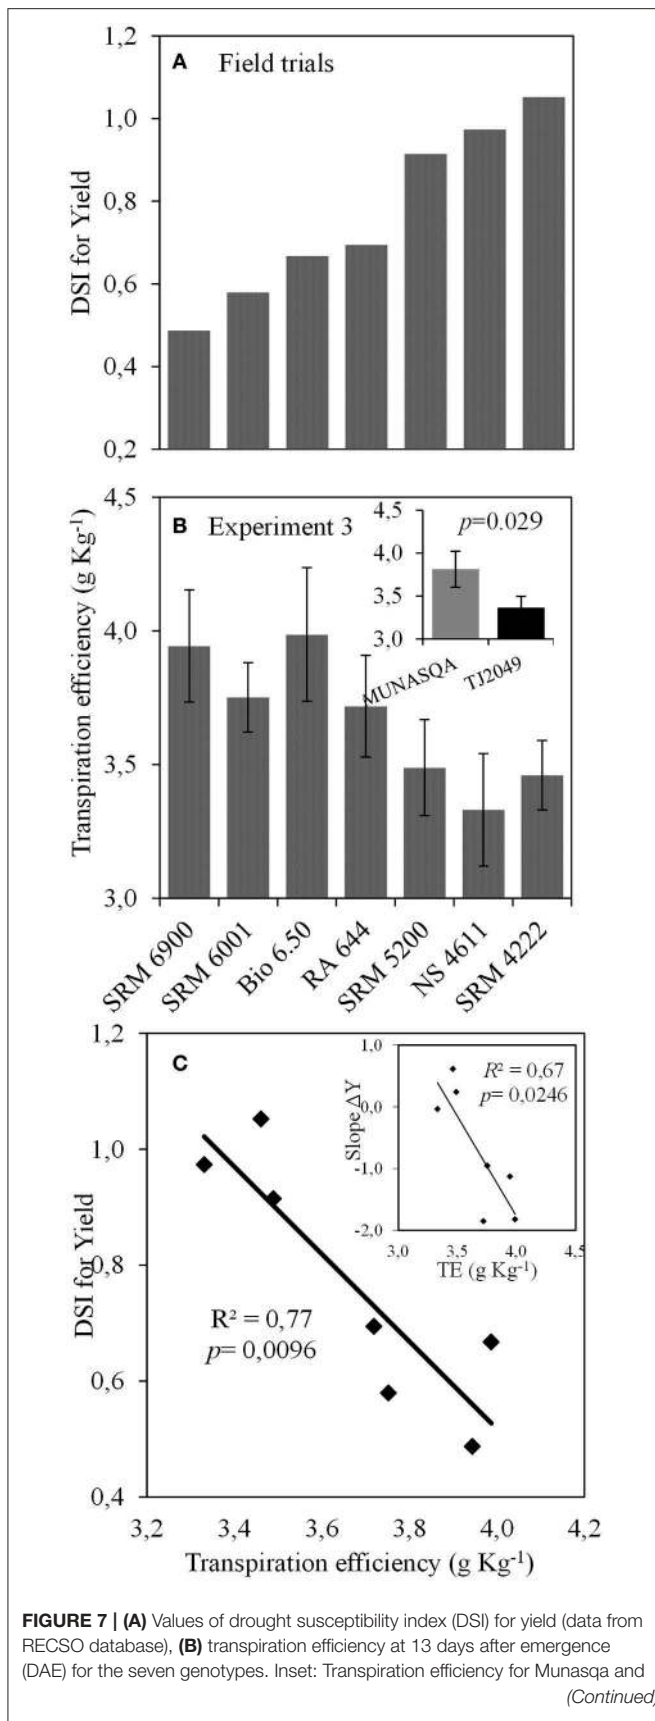 1,2
A Field trials
1,0
0,8
0,6
0,4
0,2
DSI for Yield
4,5
B Experiment 3
4,0
3,5
3,0
Transpiration efficiency (g Kg-1)
4,5
4,0
3,5
3,0
p=0.029
MUNASQA
TJ2049
SRM 6900
SRM 6001
Bio 6.50
RA 644
SRM 5200
NS 4611
SRM 4222
1,2
C
1,0
0,8
0,6
0,4
DSI for Yield
R² = 0,77
p= 0,0096
1,0
0,0
-1,0
-2,0
Slope ΔY
R² = 0,67
p= 0,0246
3,0 3,5 4,0 4,5
TE (g Kg-1)
3,2 3,4 3,6 3,8 4,0 4,2
Transpiration efficiency (g Kg-1)
FIGURE 7 | (A) Values of drought susceptibility index (DSI) for yield (data from
RECSO database), (B) transpiration efficiency at 13 days after emergence
(DAE) for the seven genotypes. Inset: Transpiration efficiency for Munasqa and
(Continued)